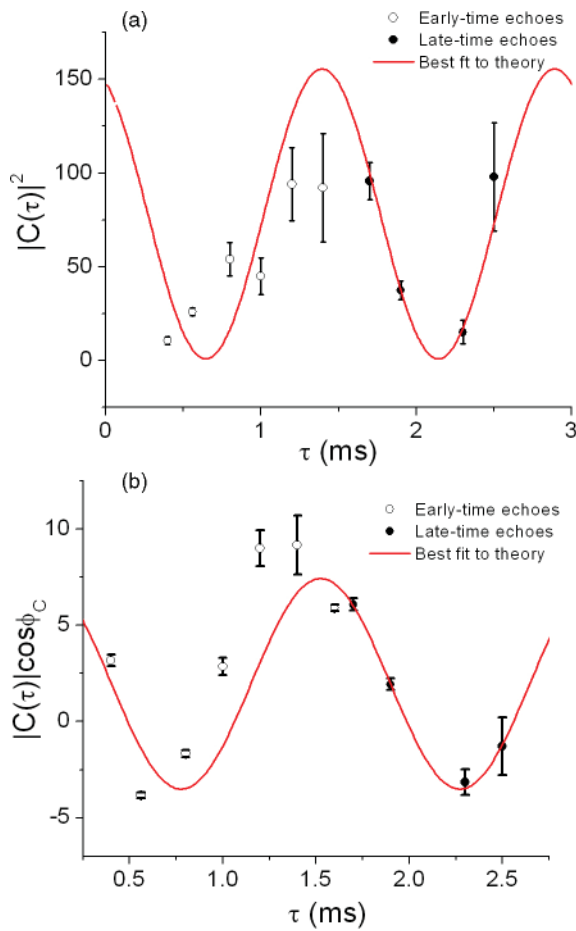 (a)
Early-time echoes
Late-time echoes
Best ft to theory
|C(τ)|²
150
100
50
0
0
1
2
3
τ (ms)
(b)
Early-time echoes
Late-time echoes
Best fit to theory
|C(τ)|cosϕ_C
10
5
0
-5
0.5
1.0
1.5
2.0
2.5
τ (ms)